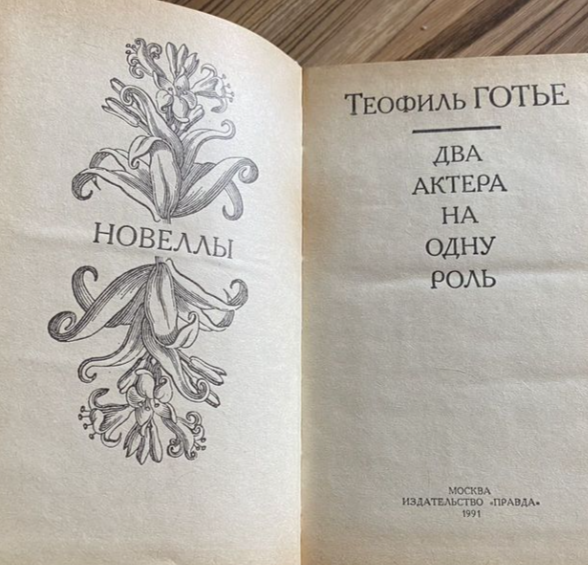 НОВЕЛЛЫ
ТЕОФИЛЬ ГОТЬЕ
ДВА
АКТЕРА
НА
ОДНУ
РОЛЬ
МОСКВА
ИЗДАТЕЛЬСТВО «ПРАВДА»
1991